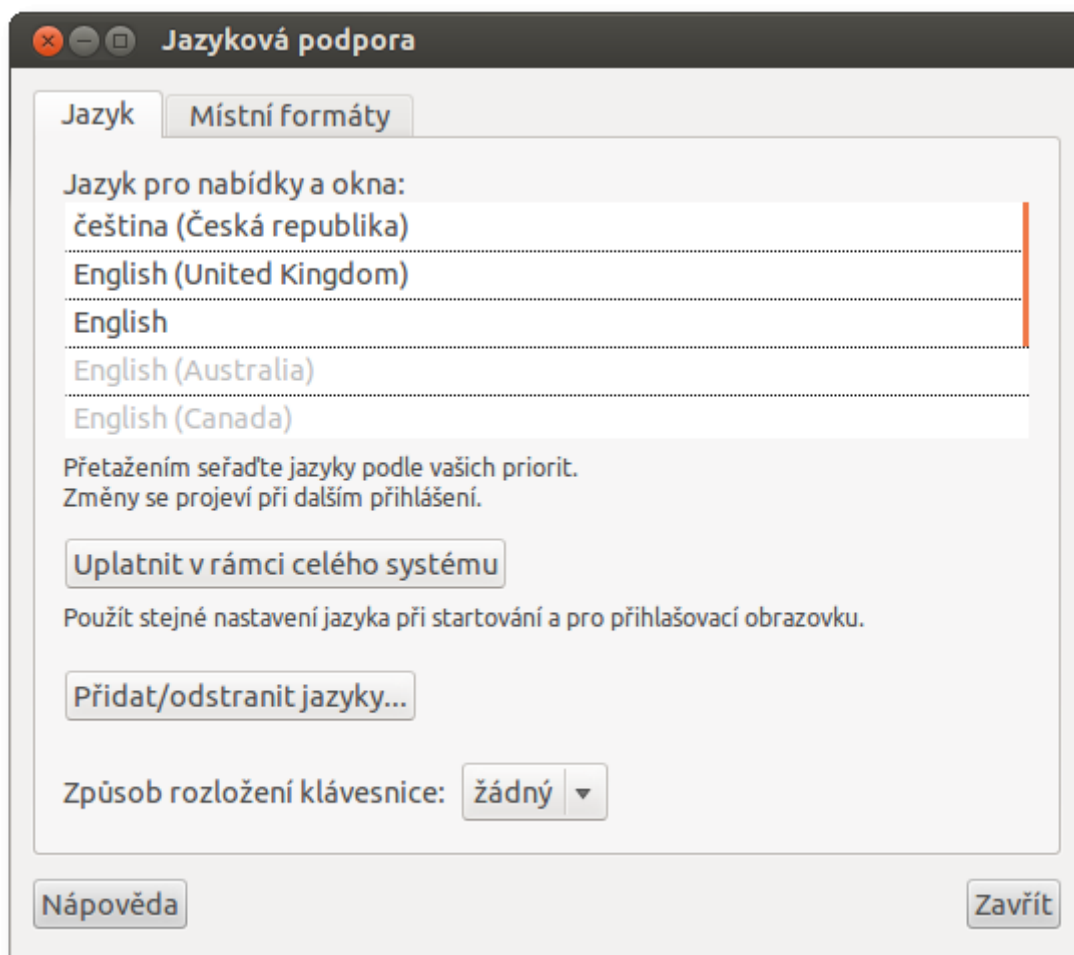 Jazyková podpora
Jazyk
Místní formáty
Jazyk pro nabídky a okna:
čeština (Česká republika)
English (United Kingdom)
English
English (Australia)
English (Canada)
Přetažením seřaďte jazyky podle vašich priorit.
Změny se projeví při dalším přihlášení.
Uplatnit v rámci celého systému
Použít stejné nastavení jazyka při startování a pro přihlašovací obrazovku.
Přidat/odstranit jazyky...
Způsob rozložení klávesnice: žádný
Nápověda
Zavřít